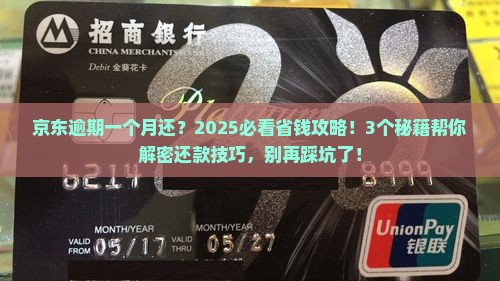 招商銀行
CHINA MERCHANTS BANK
Debit 金葵花卡
京东逾期一个月还？2025必看省钱攻略！3个秘籍帮你
解密还款技巧，别再踩坑了！
6214 8999
MONTH/YEAR MONTH/YEAR
VALID FROM 05/17 VALID THRU 05/27
UnionPay
银联